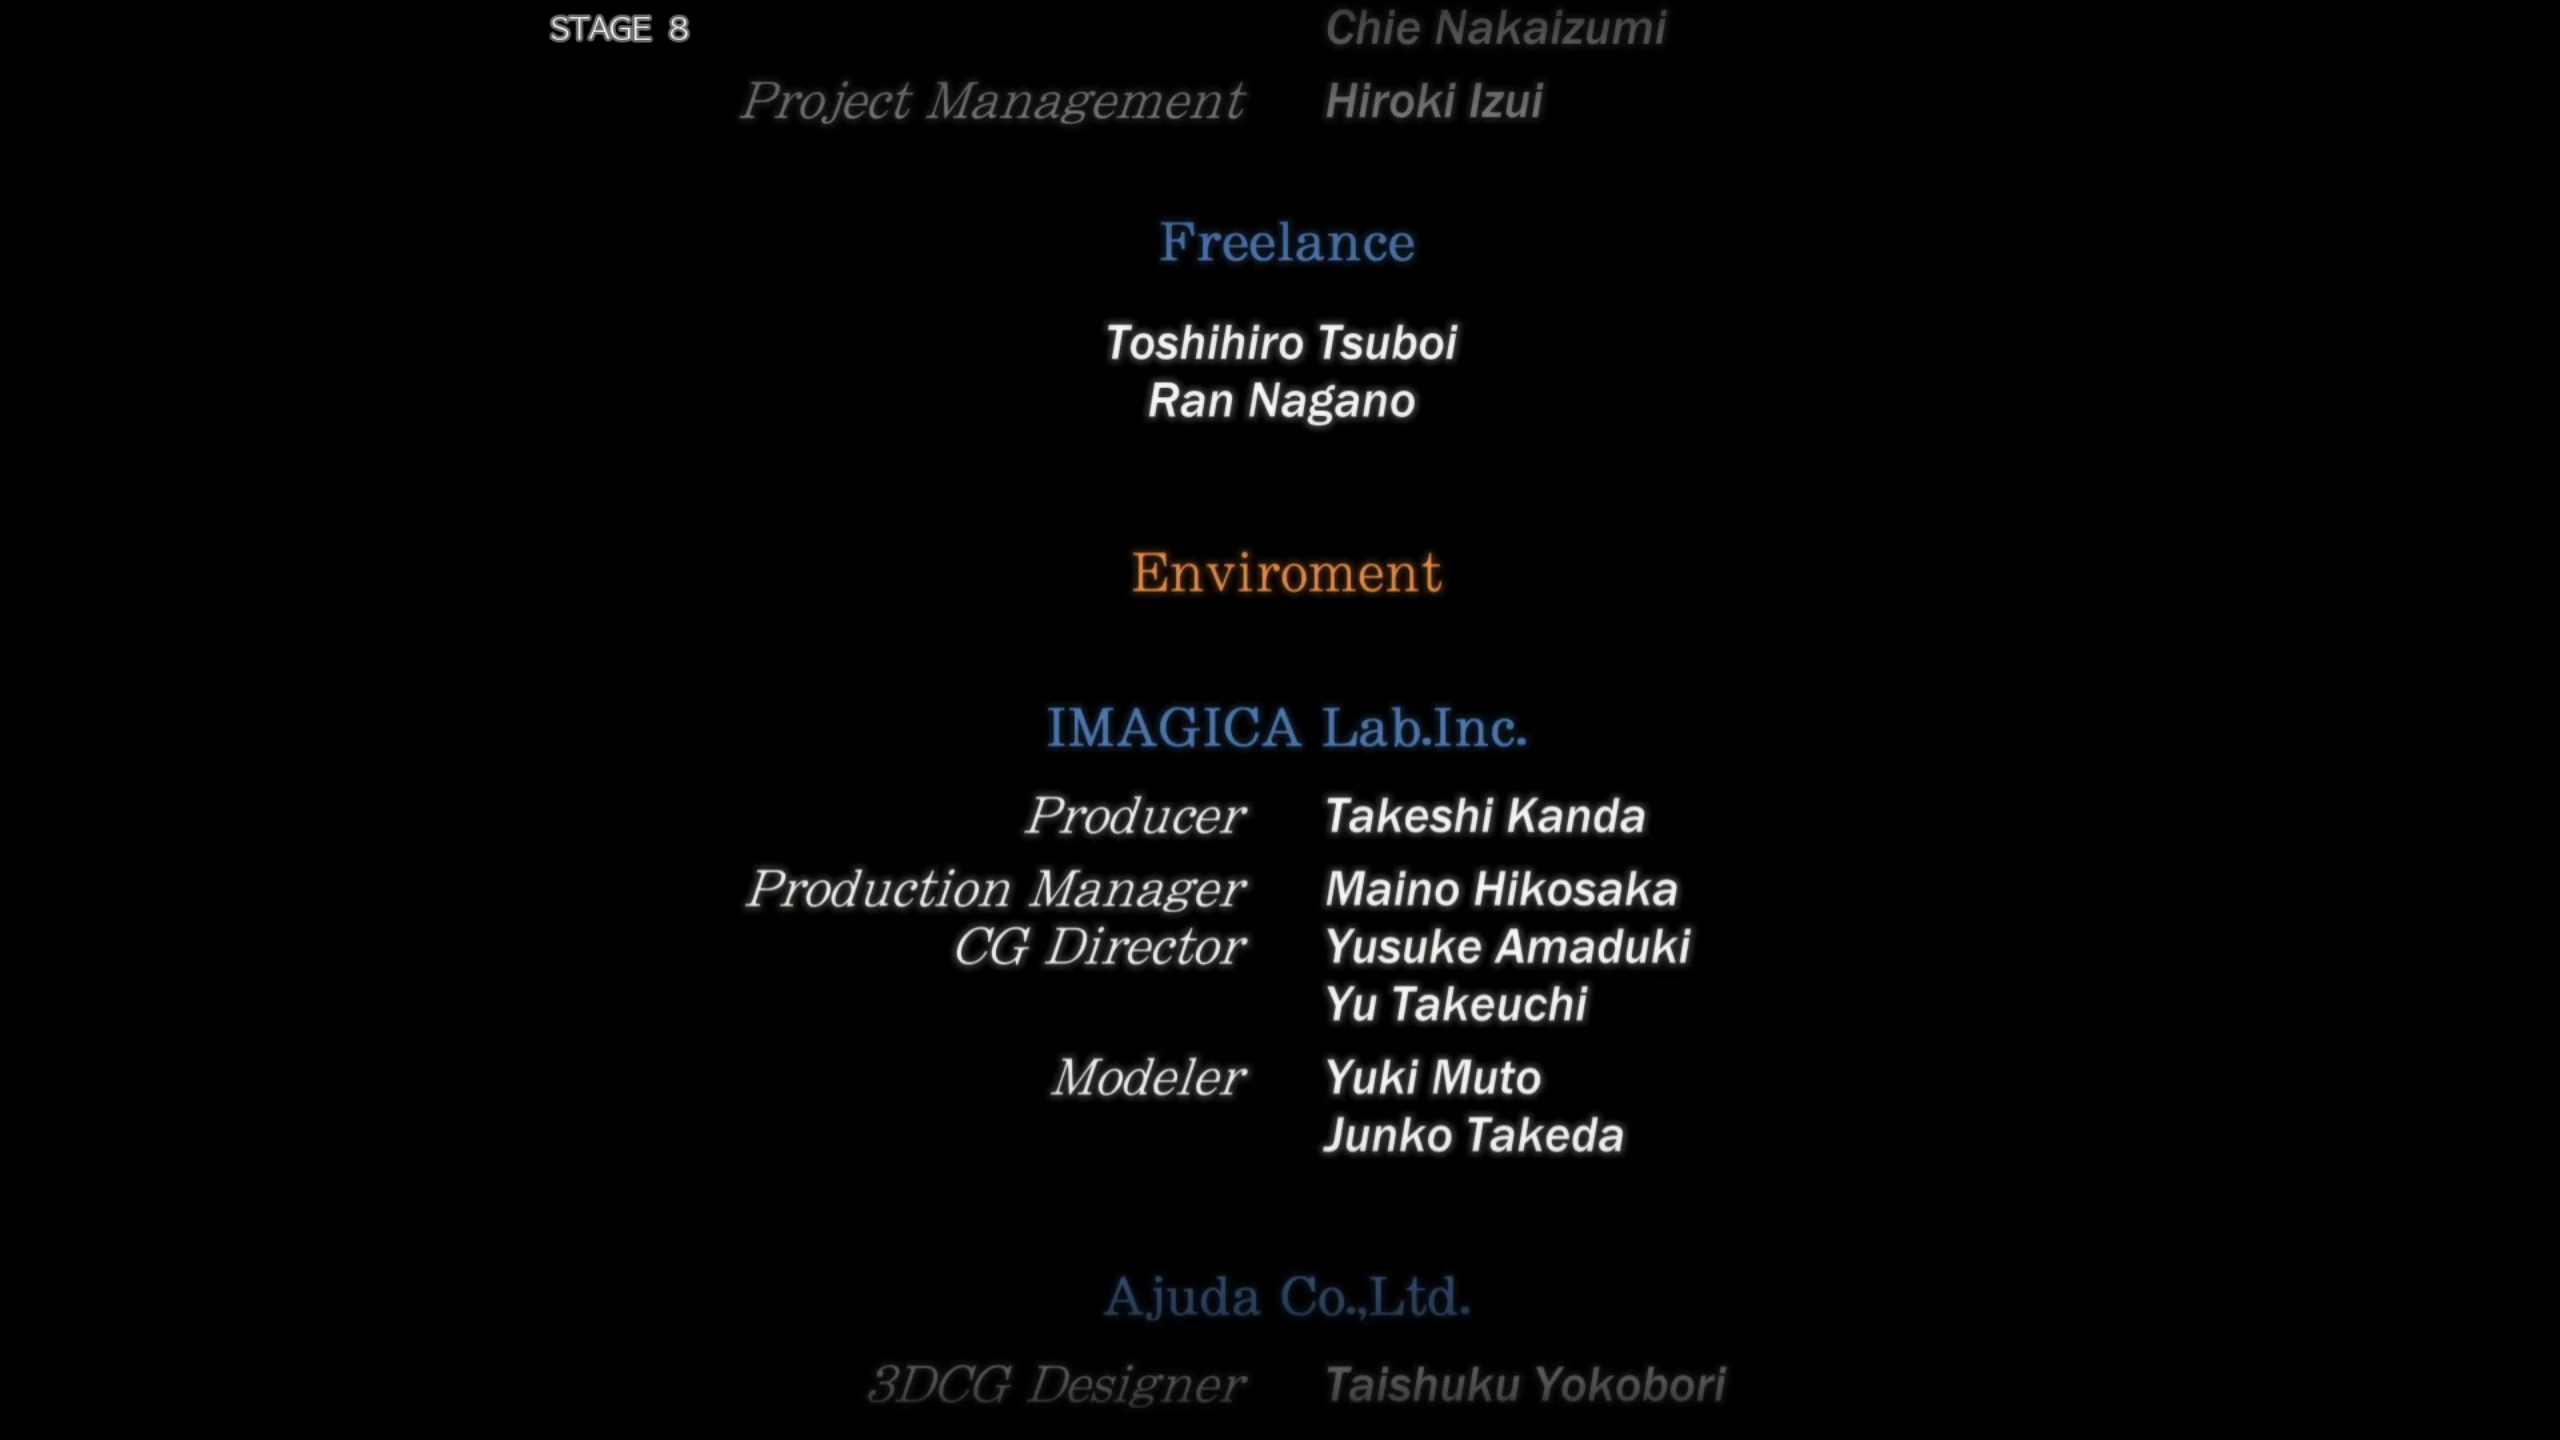 STAGE 8
Chie Nakaizumi
Project Management Hiroki Izui
Freelance
Toshihiro Tsuboi
Ran Nagano
Enviroment
IMAGICA Lab.Inc.
Producer Takeshi Kanda
Production Manager Maino Hikosaka
CG Director Yusuke Amaduki
Yu Takeuchi
Modeler Yuki Muto
Junko Takeda
Ajuda Co.,Ltd.
3DCG Designer Taishuku Yokobori